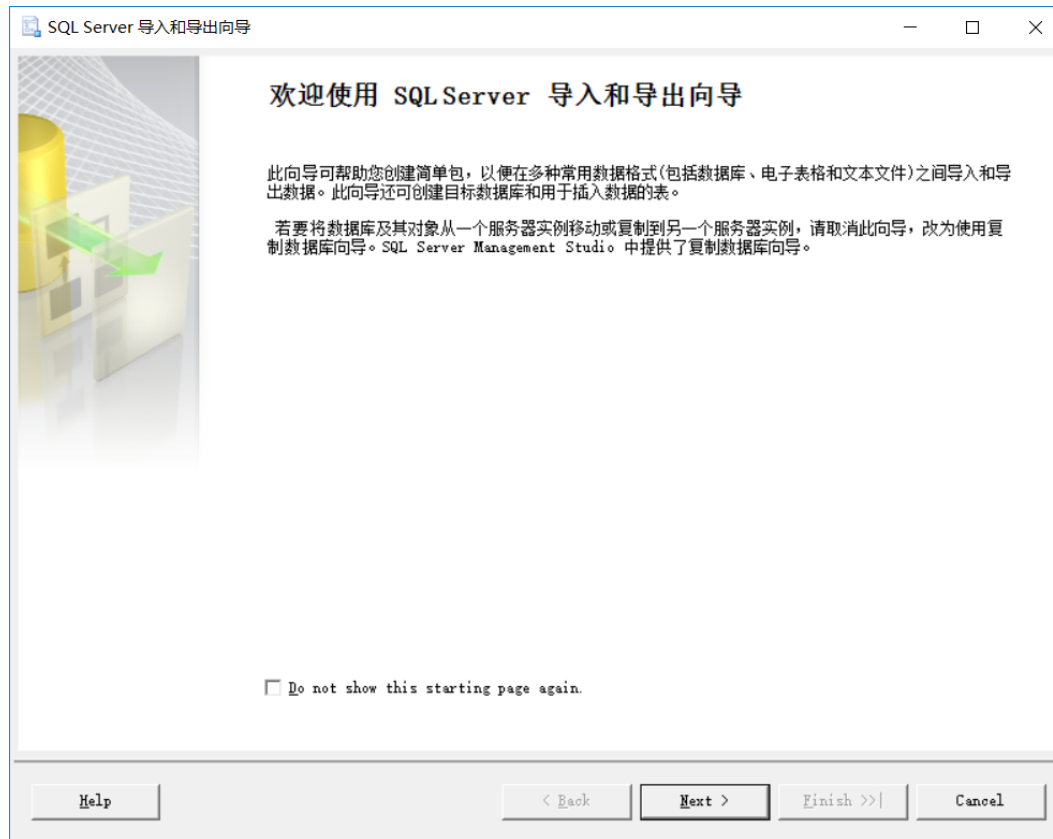 SQL Server 导入和导出向导
欢迎使用 SQL Server 导入和导出向导
此向导可帮助您创建简单包，以便在多种常用数据格式(包括数据库、电子表格和文本文件)之间导入和导
出数据。此向导还可创建目标数据库和用于插入数据的表。
若要将数据库及其对象从一个服务器实例移动或复制到另一个服务器实例，请取消此向导，改为使用复
制数据库向导。SQL Server Management Studio 中提供了复制数据库向导。
Do not show this starting page again.
Help
< Back
Next >
Finish >>|
Cancel